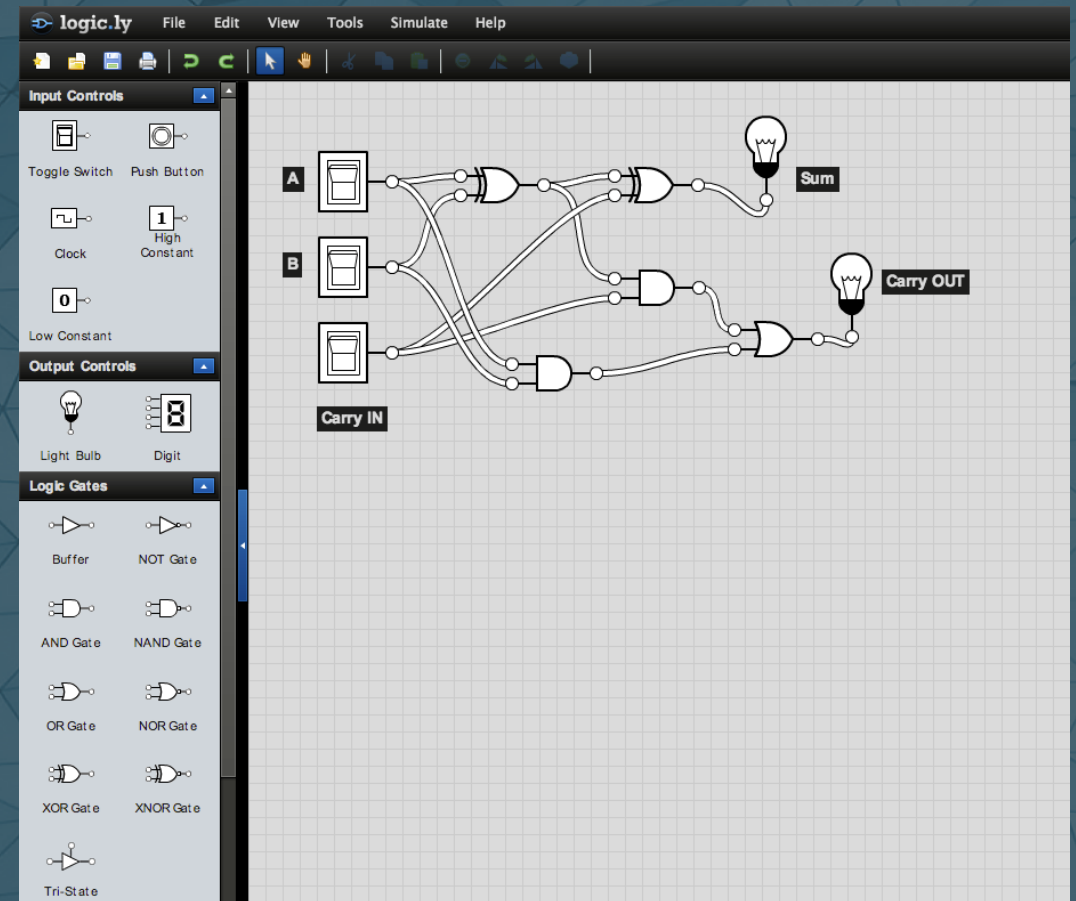 logic.ly File Edit View Tools Simulate Help
Input Controls
Toggle Switch Push Button
1
Clock High
Constant
0
Low Constant
Output Controls
8
Light Bulb Digit
Logic Gates
Buffer NOT Gate
AND Gate NAND Gate
OR Gate NOR Gate
XOR Gate XNOR Gate
Tri-State
A
Sum
B
Carry OUT
Carry IN